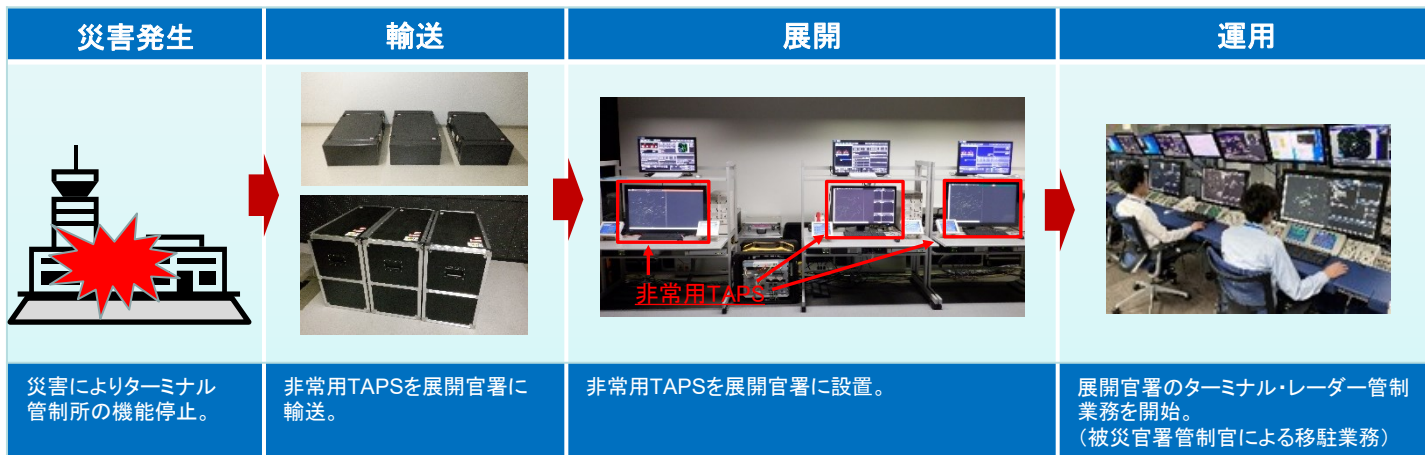 災害発生
輸送
展開
運用
非常用TAPS
災害によりターミナル
管制所の機能停止。
非常用TAPSを展開官署に
輸送。
非常用TAPSを展開官署に設置。
展開官署のターミナル・レーダー管制
業務を開始。
（被災官署管制官による移駐業務）